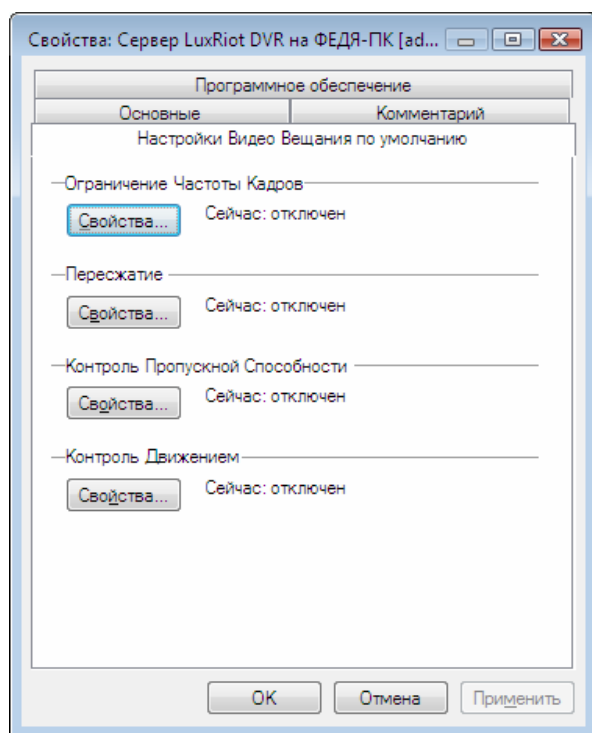 Свойства: Сервер LuxRiot DVR на ФЕДЯ-ПК [ad...
Программное обеспечение
Основные Комментарий
Настройки Видео Вещания по умолчанию
Ограничение Частоты Кадров
Свойства... Сейчас: отключен
Пересжатие
Свойства... Сейчас: отключен
Контроль Пропускной Способности
Свойства... Сейчас: отключен
Контроль Движением
Свойства... Сейчас: отключен
OK Отмена Применить